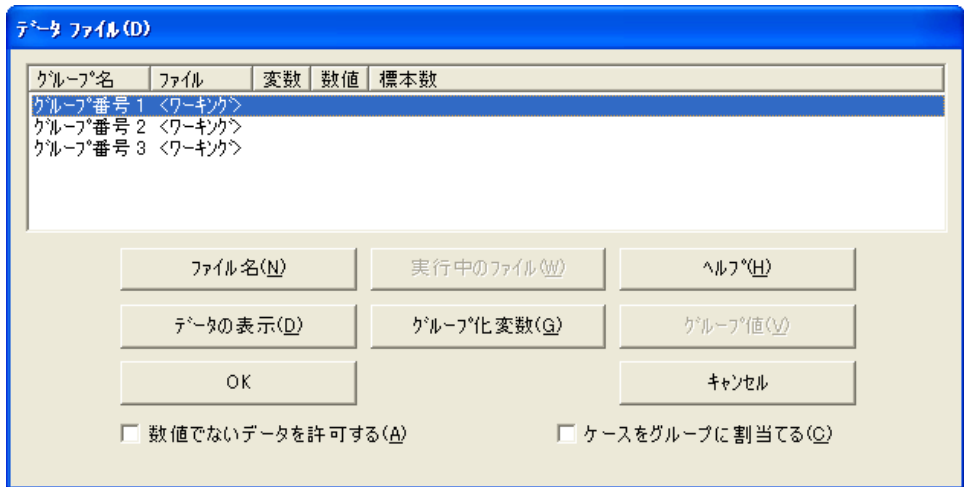 データ ファイル(D)
グループ名 ファイル 変数 数値 標本数
グループ番号 1 <ワーキング>
グループ番号 2 <ワーキング>
グループ番号 3 <ワーキング>
ファイル名(N) 実行中のファイル(W) ヘルプ(H)
データの表示(D) グループ化変数(G) グループ値(V)
OK キャンセル
数値でないデータを許可する(A) ケースをグループに割当てる(C)